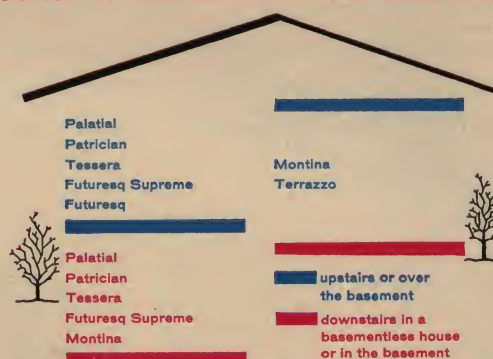 Palatial
Patrician
Tessera
Futuresq Supreme
Futuresq
Montina
Terrazzo
Palatial
Patrician
Tessera
Futuresq Supreme
Montina
upstairs or over
the basement
downstairs in a
basementless house
or in the basement